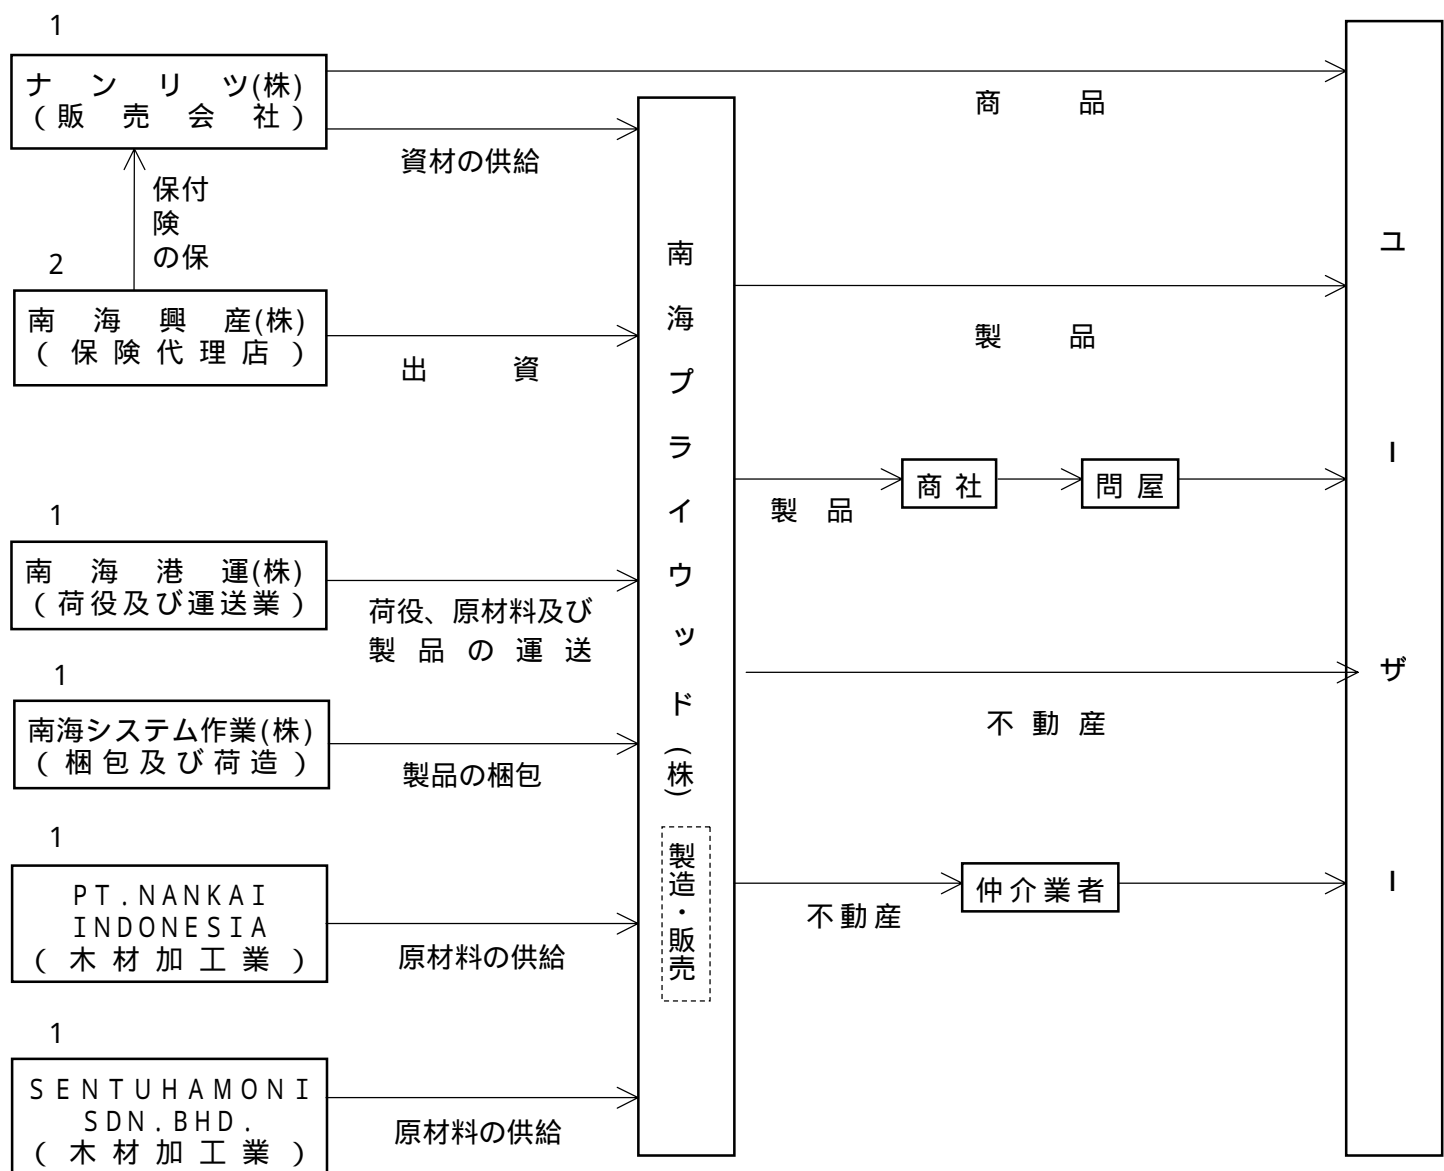 1
ナンリツ(株)
(販売会社)
商品
資材の供給
保付
険
の保
2
南海興産(株)
(保険代理店)
出資
1
南海港運(株)
(荷役及び運送業)
荷役、原材料及び
製品の運送
1
南海システム作業(株)
(梱包及び荷造)
製品の梱包
1
PT.NANKAI
INDONESIA
(木材加工業)
原材料の供給
1
SENTUHAMONI
SDN.BHD.
(木材加工業)
原材料の供給
南海プライウッド(株)
製造・販売
製品
製品
商社
問屋
不動産
不動産
仲介業者
ユーザー